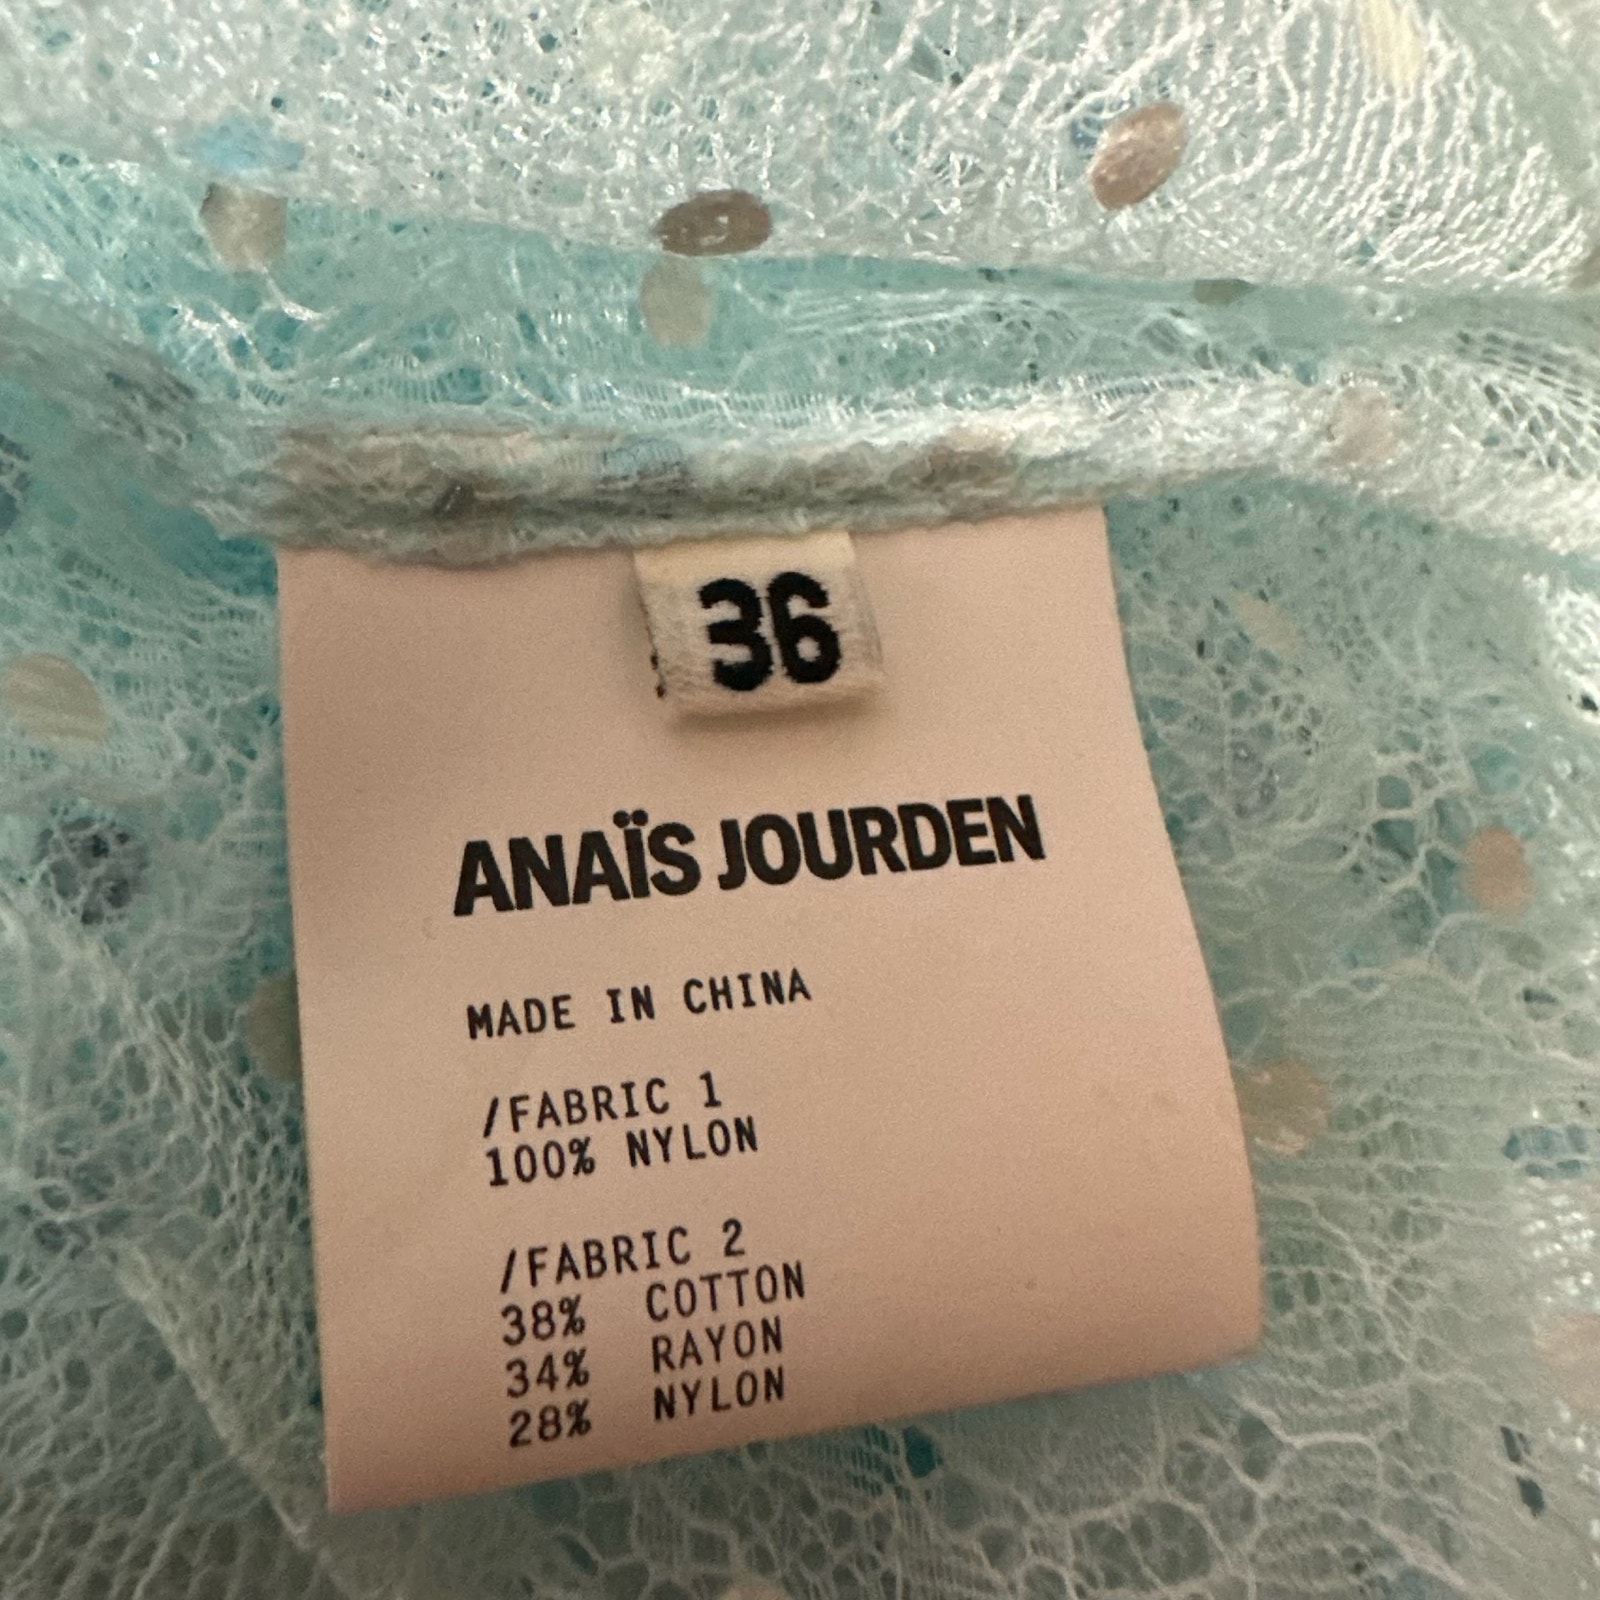 36
ANAÏS JOURDEN
MADE IN CHINA
/FABRIC 1
100% NYLON
/FABRIC 2
38% COTTON
34% RAYON
28% NYLON